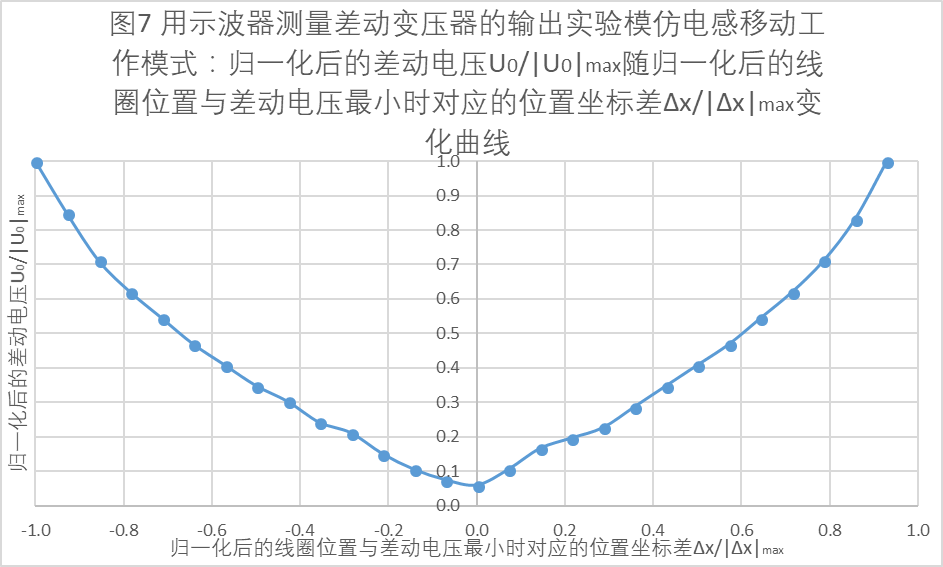 图7 用示波器测量差动变压器的输出实验模仿电感移动工
作模式：归一化后的差动电压U0/|U0|max随归一化后的线
圈位置与差动电压最小时对应的位置坐标差Δx/|Δx|max变
化曲线
归一化后的差动电压U0/|U0|max
1.0
0.9
0.8
0.7
0.6
0.5
0.4
0.3
0.2
0.1
0.0
-1.0 -0.8 -0.6 -0.4 -0.2 0.0 0.2 0.4 0.6 0.8 1.0
归一化后的线圈位置与差动电压最小时对应的位置坐标差Δx/|Δx|max